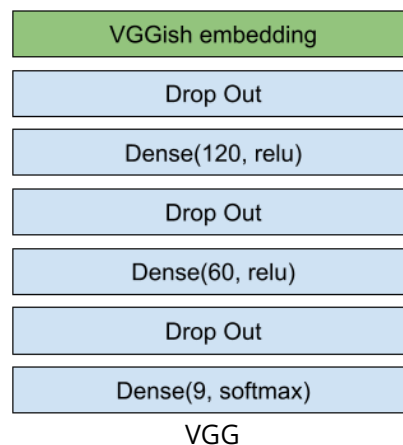 VGGish embedding
Drop Out
Dense(120, relu)
Drop Out
Dense(60, relu)
Drop Out
Dense(9, softmax)
VGG